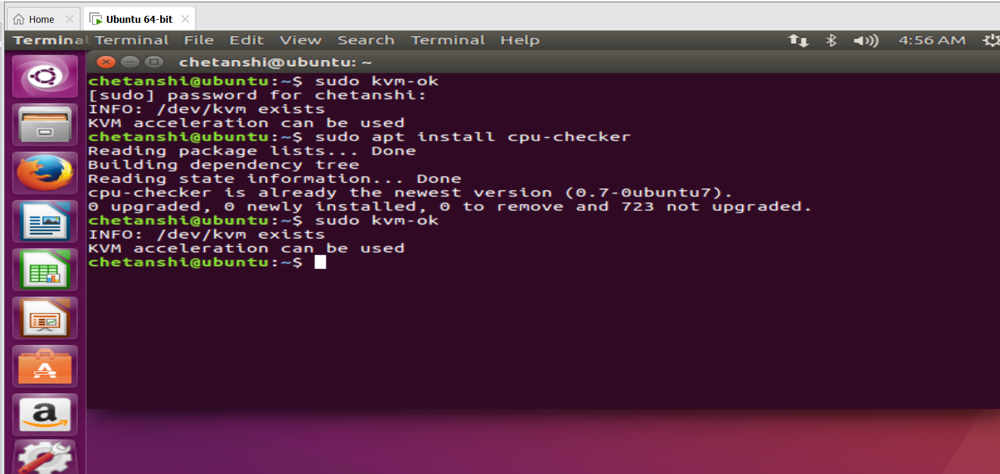 Home
Ubuntu 64-bit
Terminal Terminal File Edit View Search Terminal Help 4:56 AM
chetanshi@ubuntu: ~
chetanshi@ubuntu:~$ sudo kvm-ok
[sudo] password for chetanshi:
INFO: /dev/kvm exists
KVM acceleration can be used
chetanshi@ubuntu:~$ sudo apt install cpu-checker
Reading package lists... Done
Building dependency tree
Reading state information... Done
cpu-checker is already the newest version (0.7-0ubuntu7).
0 upgraded, 0 newly installed, 0 to remove and 723 not upgraded.
chetanshi@ubuntu:~$ sudo kvm-ok
INFO: /dev/kvm exists
KVM acceleration can be used
chetanshi@ubuntu:~$